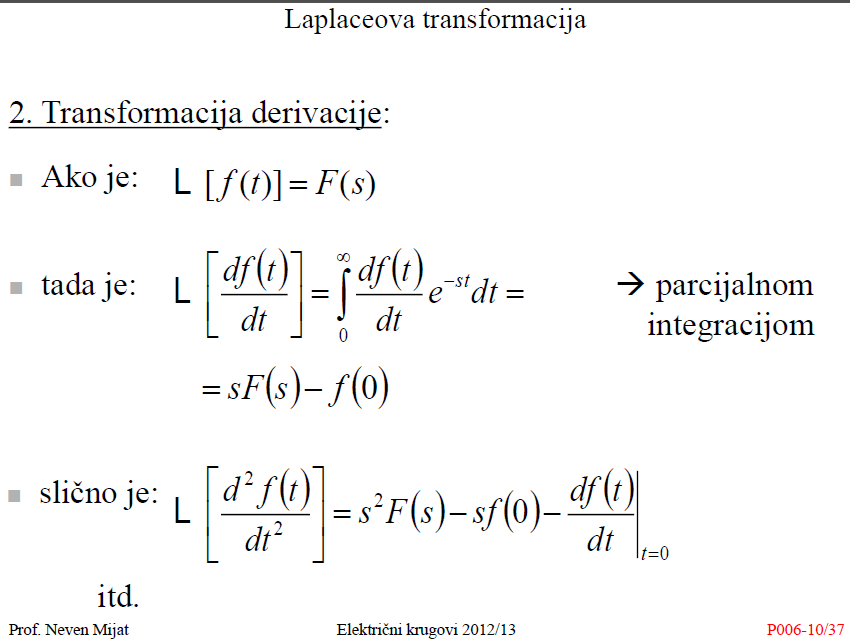 Laplaceova transformacija
2. Transformacija derivacije:
Ako je: L [f(t)] = F(s)
tada je: L [df(t)/dt] = ∫₀^∞ df(t)/dt e^{-st} dt = → parcijalnom
integracijom
= sF(s) − f(0)
slično je: L [d²f(t)/dt²] = s²F(s) − sf(0) − df(t)/dt|_{t=0}
itd.
Prof. Neven Mijat Električni krugovi 2012/13 P006-10/37